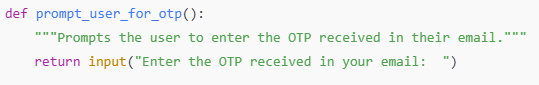 def prompt_user_for_otp():
    """Prompts the user to enter the OTP received in their email."""
    return input("Enter the OTP received in your email:  ")